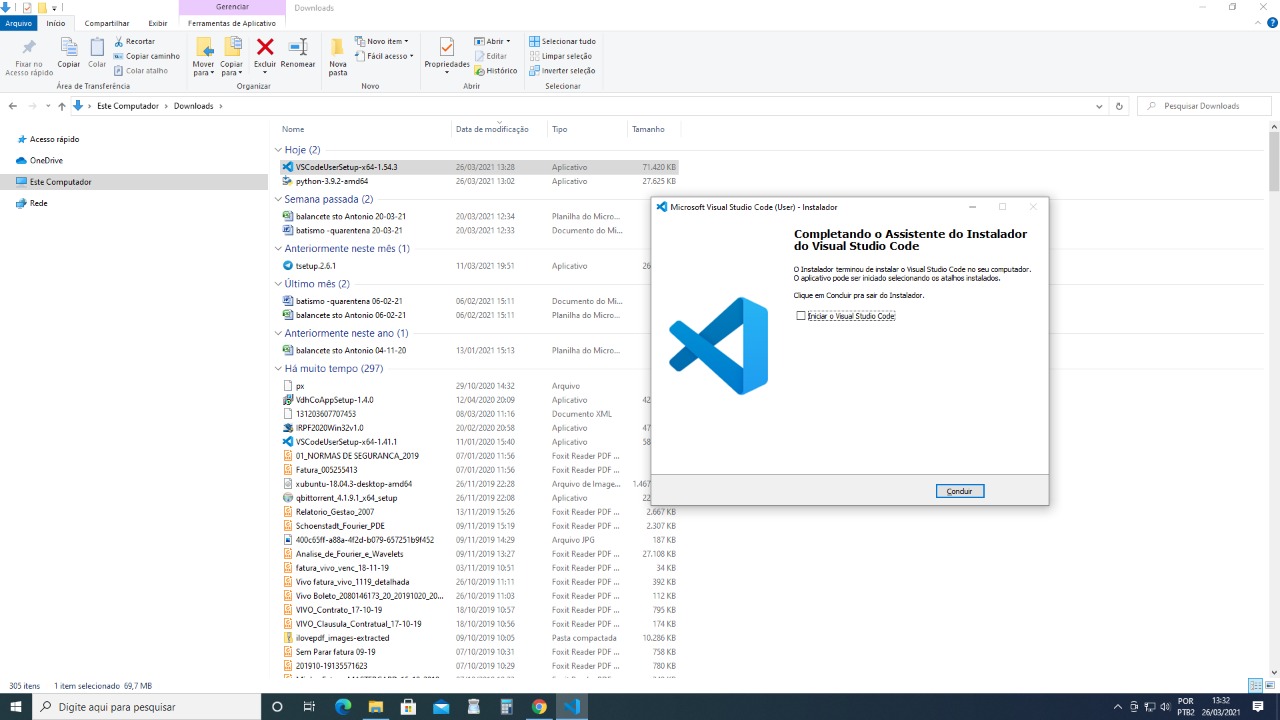 Gerenciar
Downloads
Arquivo
Início
Compartilhar
Exibir
Ferramentas de Aplicativo
Fixar no
Acesso rápido
Copiar
Colar
Recortar
Copiar caminho
Colar atalho
Mover
para
Copiar
para
Excluir
Renomear
Nova
pasta
Novo item
Fácil acesso
Propriedades
Abrir
Editar
Histórico
Selecionar tudo
Limpar seleção
Inverter seleção
Área de Transferência
Organizar
Novo
Abrir
Selecionar
Este Computador
Downloads
Pesquisar Downloads
Acesso rápido
OneDrive
Este Computador
Rede
Nome Data de modificação Tipo Tamanho
Hoje (2)
VSCodeUserSetup-x64-1.54.3 26/03/2021 13:28 Aplicativo 71.420 KB
python-3.9.2-amd64 26/03/2021 13:02 Aplicativo 27.625 KB
Semana passada (2)
balancete sto Antonio 20-03-21 20/03/2021 12:34 Planilha do Micro...
batismo -quarentena 20-03-21 20/03/2021 12:33 Documento do Mi...
Anteriormente neste mês (1)
tsetup.2.6.1 11/03/2021 19:51 Aplicativo 26
Último mês (2)
batismo -quarentena 06-02-21 06/02/2021 15:11 Documento do Mi...
balancete sto Antonio 06-02-21 06/02/2021 15:11 Planilha do Micro...
Anteriormente neste ano (1)
balancete sto Antonio 04-11-20 13/01/2021 15:13 Planilha do Micro...
Há muito tempo (297)
px 29/10/2020 14:32 Arquivo
VdhCoAppSetup-1.4.0 12/04/2020 20:09 Aplicativo 42
131203607707453 08/03/2020 11:16 Documento XML
IRPF2020Win32v1.0 20/02/2020 20:58 Aplicativo 47
VSCodeUserSetup-x64-1.41.1 11/01/2020 15:40 Aplicativo 58
01_NORMAS DE SEGURANCA_2019 07/01/2020 11:56 Foxit Reader PDF ...
Fatura_005255413 07/01/2020 11:56 Foxit Reader PDF ...
xubuntu-18.04.3-desktop-amd64 26/11/2019 22:28 Arquivo de Image... 1.467
qbittorrent_4.1.9.1_x64_setup 26/11/2019 22:08 Aplicativo 22
Relatorio_Gestao_2007 13/11/2019 15:26 Foxit Reader PDF ... 2.667 KB
Schoenstadt_Fourier_PDE 09/11/2019 15:19 Foxit Reader PDF ... 2.307 KB
400c65ff-a88a-4f2d-b079-657251b9f452 09/11/2019 14:29 Arquivo JPG 187 KB
Analise_de_Fourier_e_Wavelets 09/11/2019 13:27 Foxit Reader PDF ... 27.108 KB
fatura_vivo_venc_18-11-19 03/11/2019 10:51 Foxit Reader PDF ... 34 KB
Vivo fatura_vivo_1119_detalhada 26/10/2019 11:11 Foxit Reader PDF ... 392 KB
Vivo Boleto_2080146173_20_20191020_20... 26/10/2019 11:03 Foxit Reader PDF ... 112 KB
VIVO_Contrato_17-10-19 18/10/2019 10:57 Foxit Reader PDF ... 795 KB
VIVO_Clausula_Contratual_17-10-19 18/10/2019 10:56 Foxit Reader PDF ... 174 KB
ilovepdf_images-extracted 09/10/2019 10:05 Pasta compactada 10.286 KB
Sem Parar fatura 09-19 07/10/2019 10:31 Foxit Reader PDF ... 758 KB
201910-19135571623 07/10/2019 10:29 Foxit Reader PDF ... 780 KB
Microsoft Visual Studio Code (User) - Instalador
Completando o Assistente do Instalador
do Visual Studio Code
O Instalador terminou de instalar o Visual Studio Code no seu computador.
O aplicativo pode ser iniciado selecionando os atalhos instalados.
Clique em Concluir pra sair do Instalador.
Iniciar o Visual Studio Code
Concluir
305 itens 1 item selecionado 69,7 MB
Digite aqui para pesquisar
POR
PTB2
13:32
26/03/2021